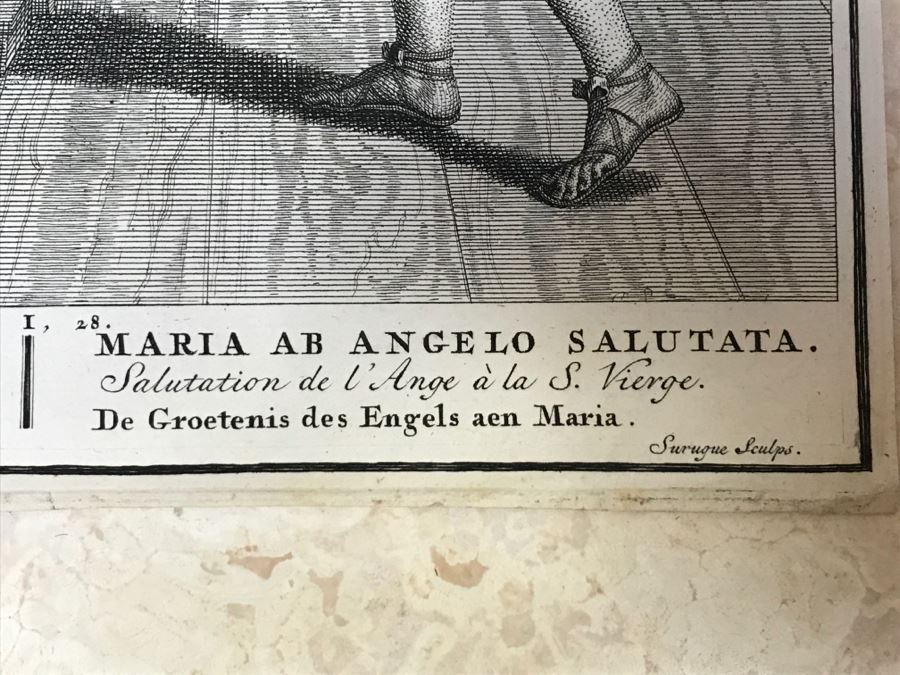 I, 28.
MARIA AB ANGELO SALUTATA.
Salutation de l'Ange à la S. Vierge.
De Groetenis des Engels aen Maria.
Surugue Sculps.